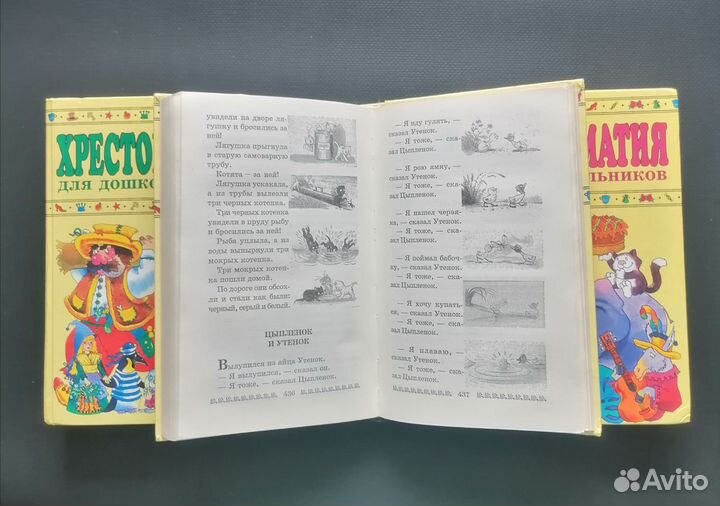 ХРЕСТО
ДЛЯ ДОШКО
увидели на дворе ля-
гушку и бросились за
ней!
Лягушка прыгнула
в старую самоварную
трубу.
Котята — за ней!
Лягушка ускакала,
а из трубы вылезли
три черных котенка.
Три черных котенка
увидели в пруду рыбу
и бросились за ней!
Рыба уплыла, а из
воды вынырнули три
мокрых котенка.
Три мокрых котен-
ка пошли домой.
По дороге они обсох-
ли и стали как были:
черный, серый и белый.
ЦЫПЛЕНОК
И УТЕНОК
Вылупился из яйца Утенок.
— Я вылупился, — сказал он.
— Я тоже, — сказал Цыпленок.
436
— Я иду гулять, —
сказал Утенок.
— Я тоже, — ска-
зал Цыпленок.
— Я рою ямку, —
сказал Утенок.
— Я тоже, — ска-
зал Цыпленок.
— Я нашел червя-
ка, — сказал Утенок.
— Я тоже, — ска-
зал Цыпленок.
— Я поймал бабоч-
ку, — сказал Утенок.
— Я тоже, — ска-
зал Цыпленок.
— Я хочу купать-
ся, — сказал Утенок.
— Я тоже, — ска-
зал Цыпленок.
— Я плаваю, —
сказал Утенок.
— Я тоже, — ска-
зал Цыпленок.
437
МАТИЯ
ЛЬНИКОВ
Avito